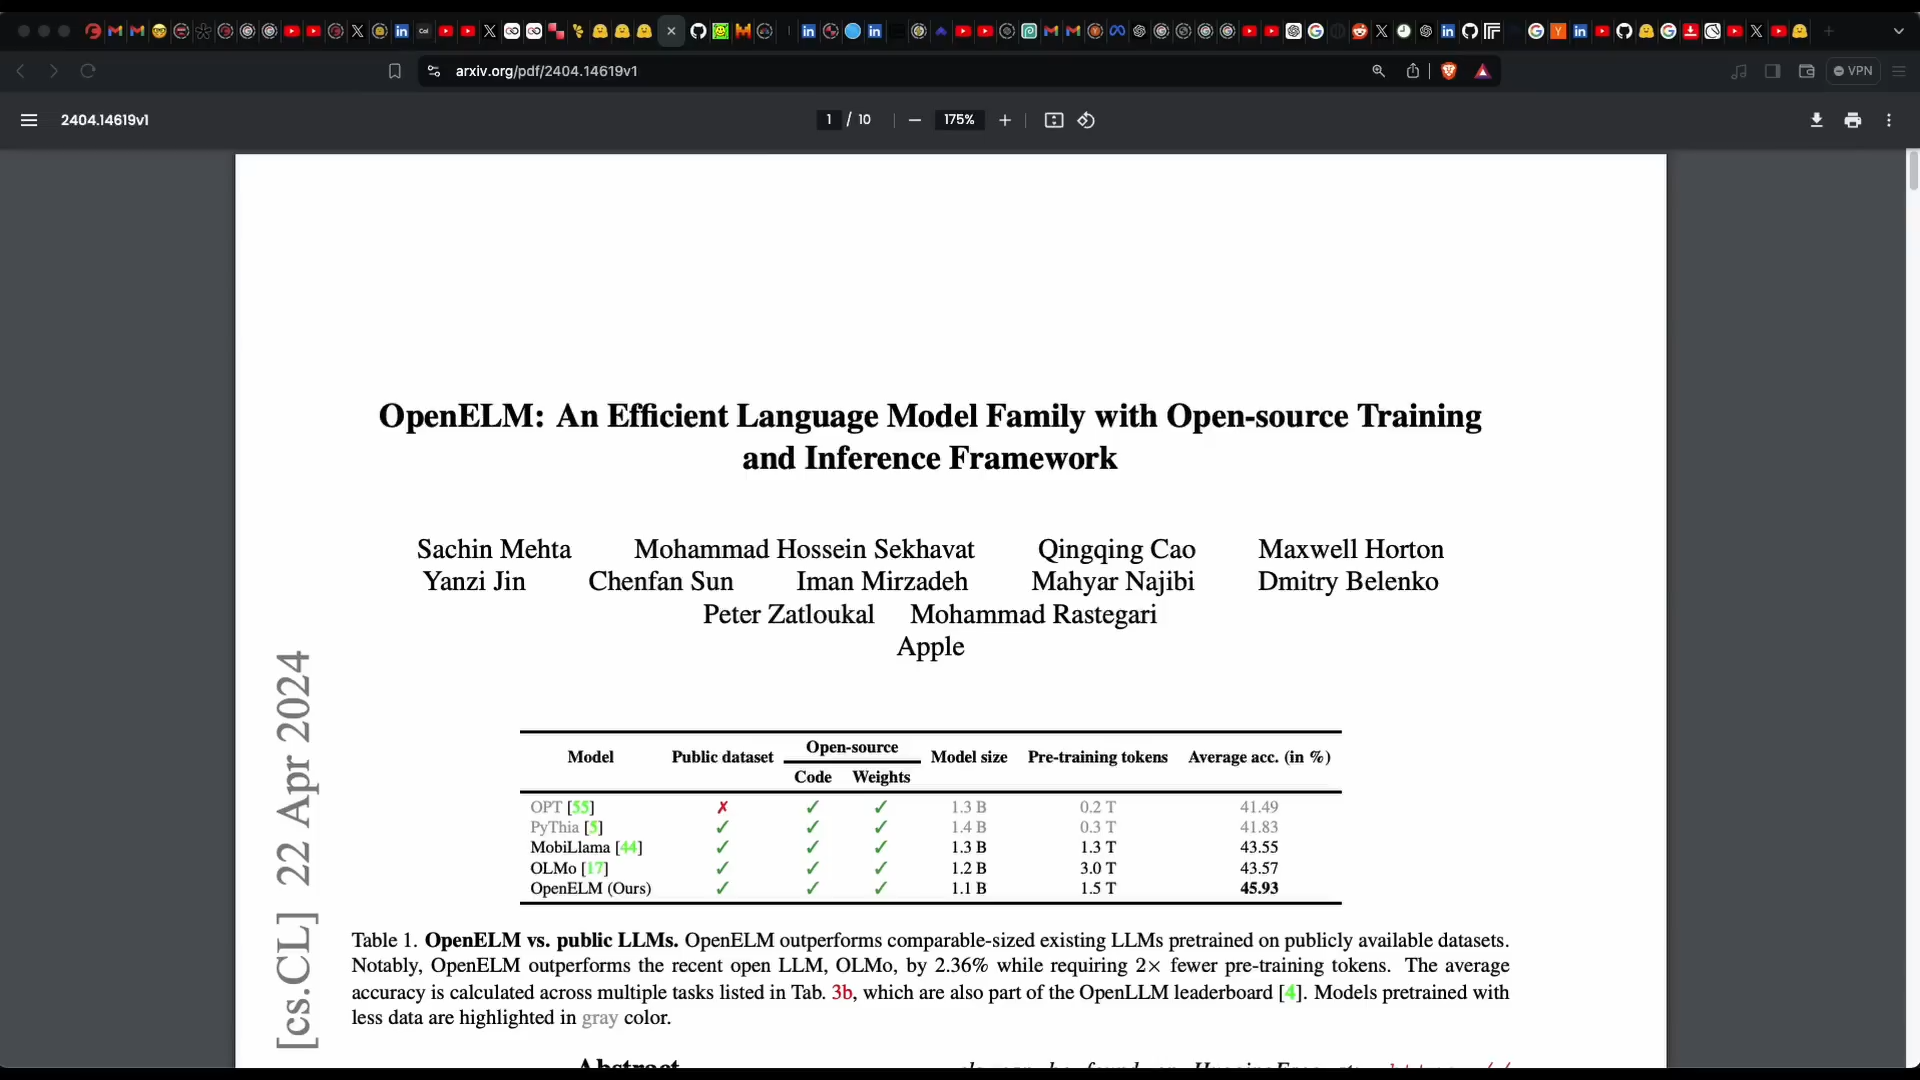 arxiv.org/pdf/2404.14619v1
VPN
2404.14619v1
1 / 10
175%
OpenELM: An Efficient Language Model Family with Open-source Training
and Inference Framework
Sachin Mehta Mohammad Hossein Sekhavat Qingqing Cao Maxwell Horton
Yanzi Jin Chenfan Sun Iman Mirzadeh Mahyar Najibi Dmitry Belenko
Peter Zatloukal Mohammad Rastegari
Apple
[cs.CL] 22 Apr 2024
Model Public dataset Open-source Model size Pre-training tokens Average acc. (in %)
Code Weights
OPT [55] ✗ ✓ ✓ 1.3 B 0.2 T 41.49
PyThia [5] ✓ ✓ ✓ 1.4 B 0.3 T 41.83
MobiLlama [44] ✓ ✓ ✓ 1.3 B 1.3 T 43.55
OLMo [17] ✓ ✓ ✓ 1.2 B 3.0 T 43.57
OpenELM (Ours) ✓ ✓ ✓ 1.1 B 1.5 T 45.93
Table 1. OpenELM vs. public LLMs. OpenELM outperforms comparable-sized existing LLMs pretrained on publicly available datasets.
Notably, OpenELM outperforms the recent open LLM, OLMo, by 2.36% while requiring 2× fewer pre-training tokens. The average
accuracy is calculated across multiple tasks listed in Tab. 3b, which are also part of the OpenLLM leaderboard [4]. Models pretrained with
less data are highlighted in gray color.
Abstract